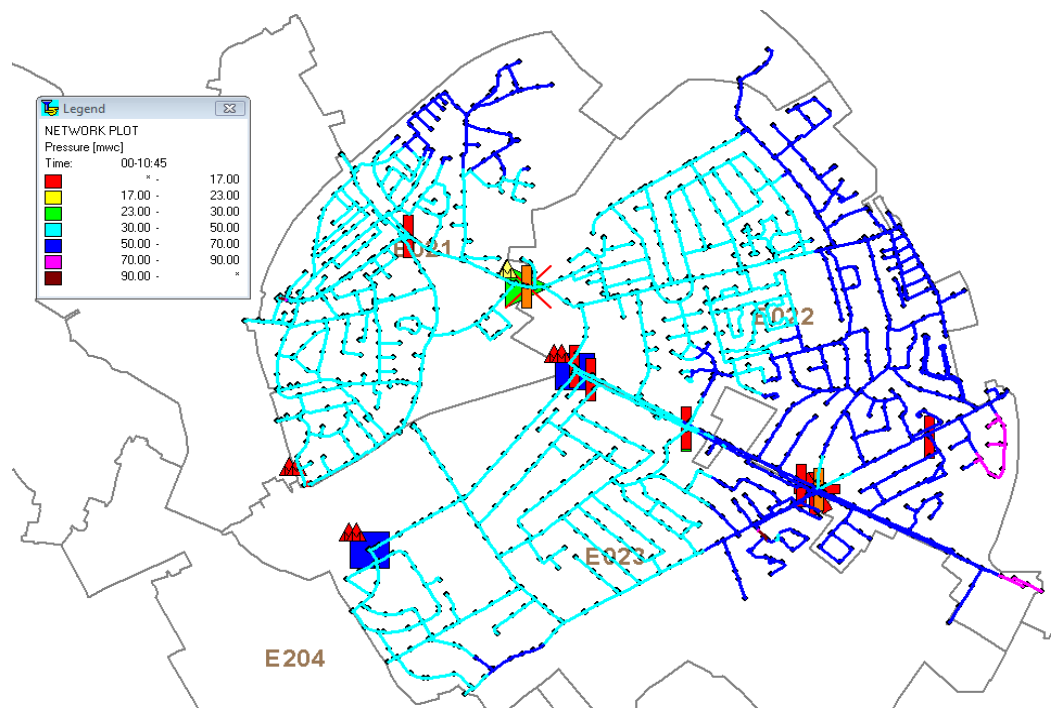 Legend
NETWORK PLOT
Pressure [mwc]
Time: 00-10:45
* - 17.00
17.00 - 23.00
23.00 - 30.00
30.00 - 50.00
50.00 - 70.00
70.00 - 90.00
90.00 - *
E021
E022
E023
E204